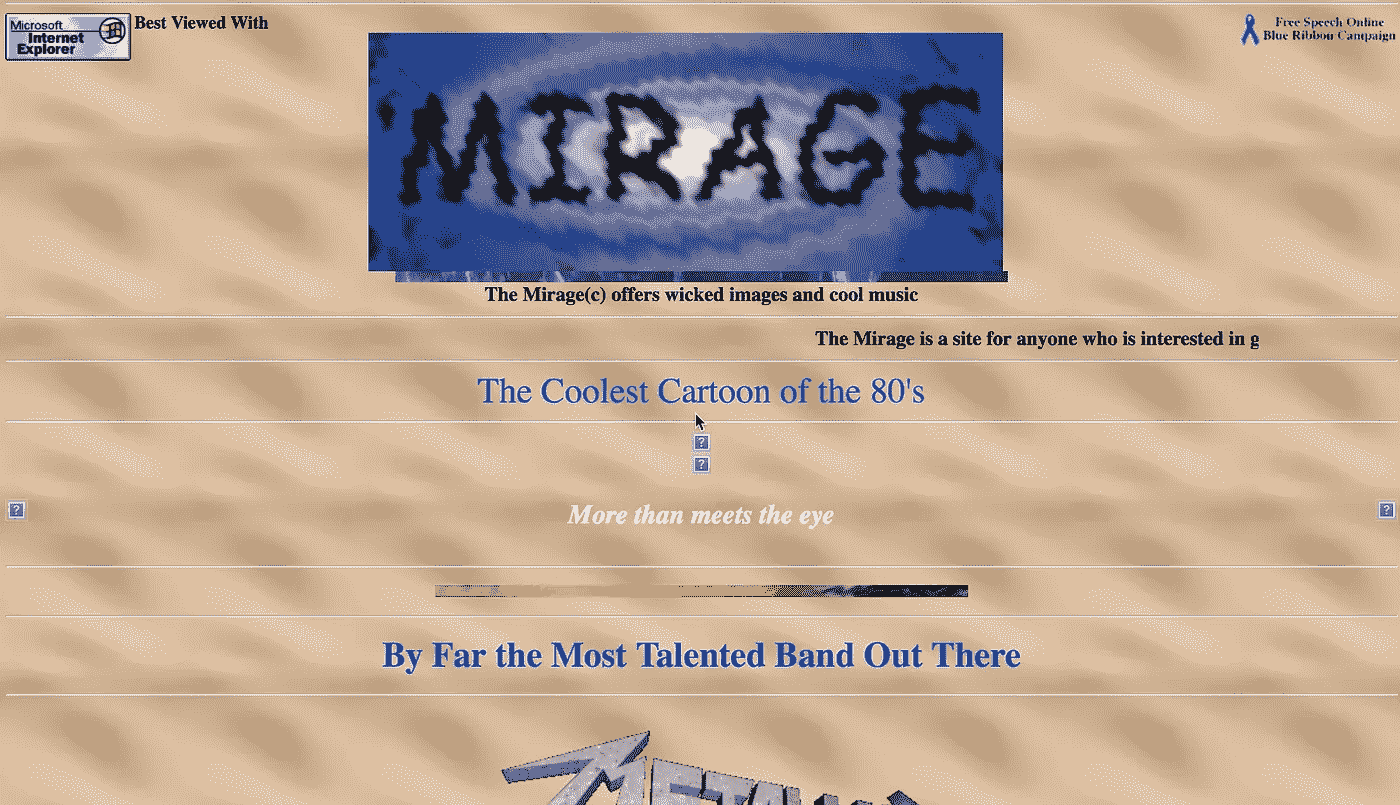 Microsoft
Internet
Explorer
Best Viewed With
Free Speech Online
Blue Ribbon Campaign
MIRAGE
The Mirage(c) offers wicked images and cool music
The Mirage is a site for anyone who is interested in g
The Coolest Cartoon of the 80's
?
?
?
More than meets the eye
?
By Far the Most Talented Band Out There